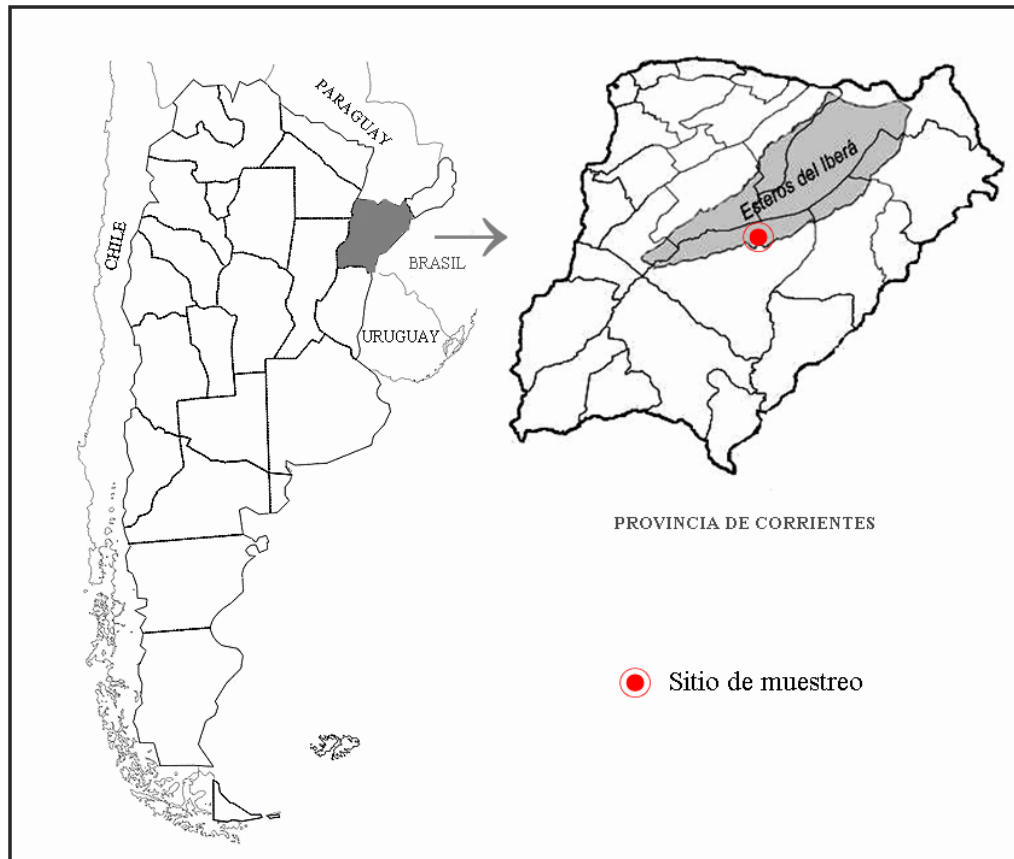 PARAGUAY
CHILE
BRASIL
URUGUAY
Esteros del Iberá
PROVINCIA DE CORRIENTES
Sitio de muestreo